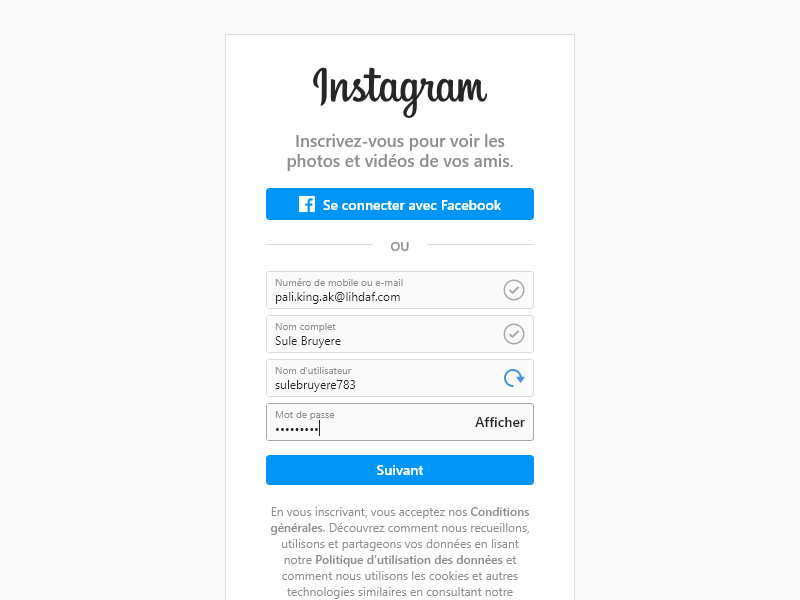 Instagram
Inscrivez-vous pour voir les
photos et vidéos de vos amis.
Se connecter avec Facebook
OU
Numéro de mobile ou e-mail
pali.king.ak@lihdaf.com
Nom complet
Sule Bruyere
Nom d'utilisateur
sulebruyere783
Mot de passe
•••••••••
Afficher
Suivant
En vous inscrivant, vous acceptez nos Conditions
générales. Découvrez comment nous recueillons,
utilisons et partageons vos données en lisant
notre Politique d'utilisation des données et
comment nous utilisons les cookies et autres
technologies similaires en consultant notre